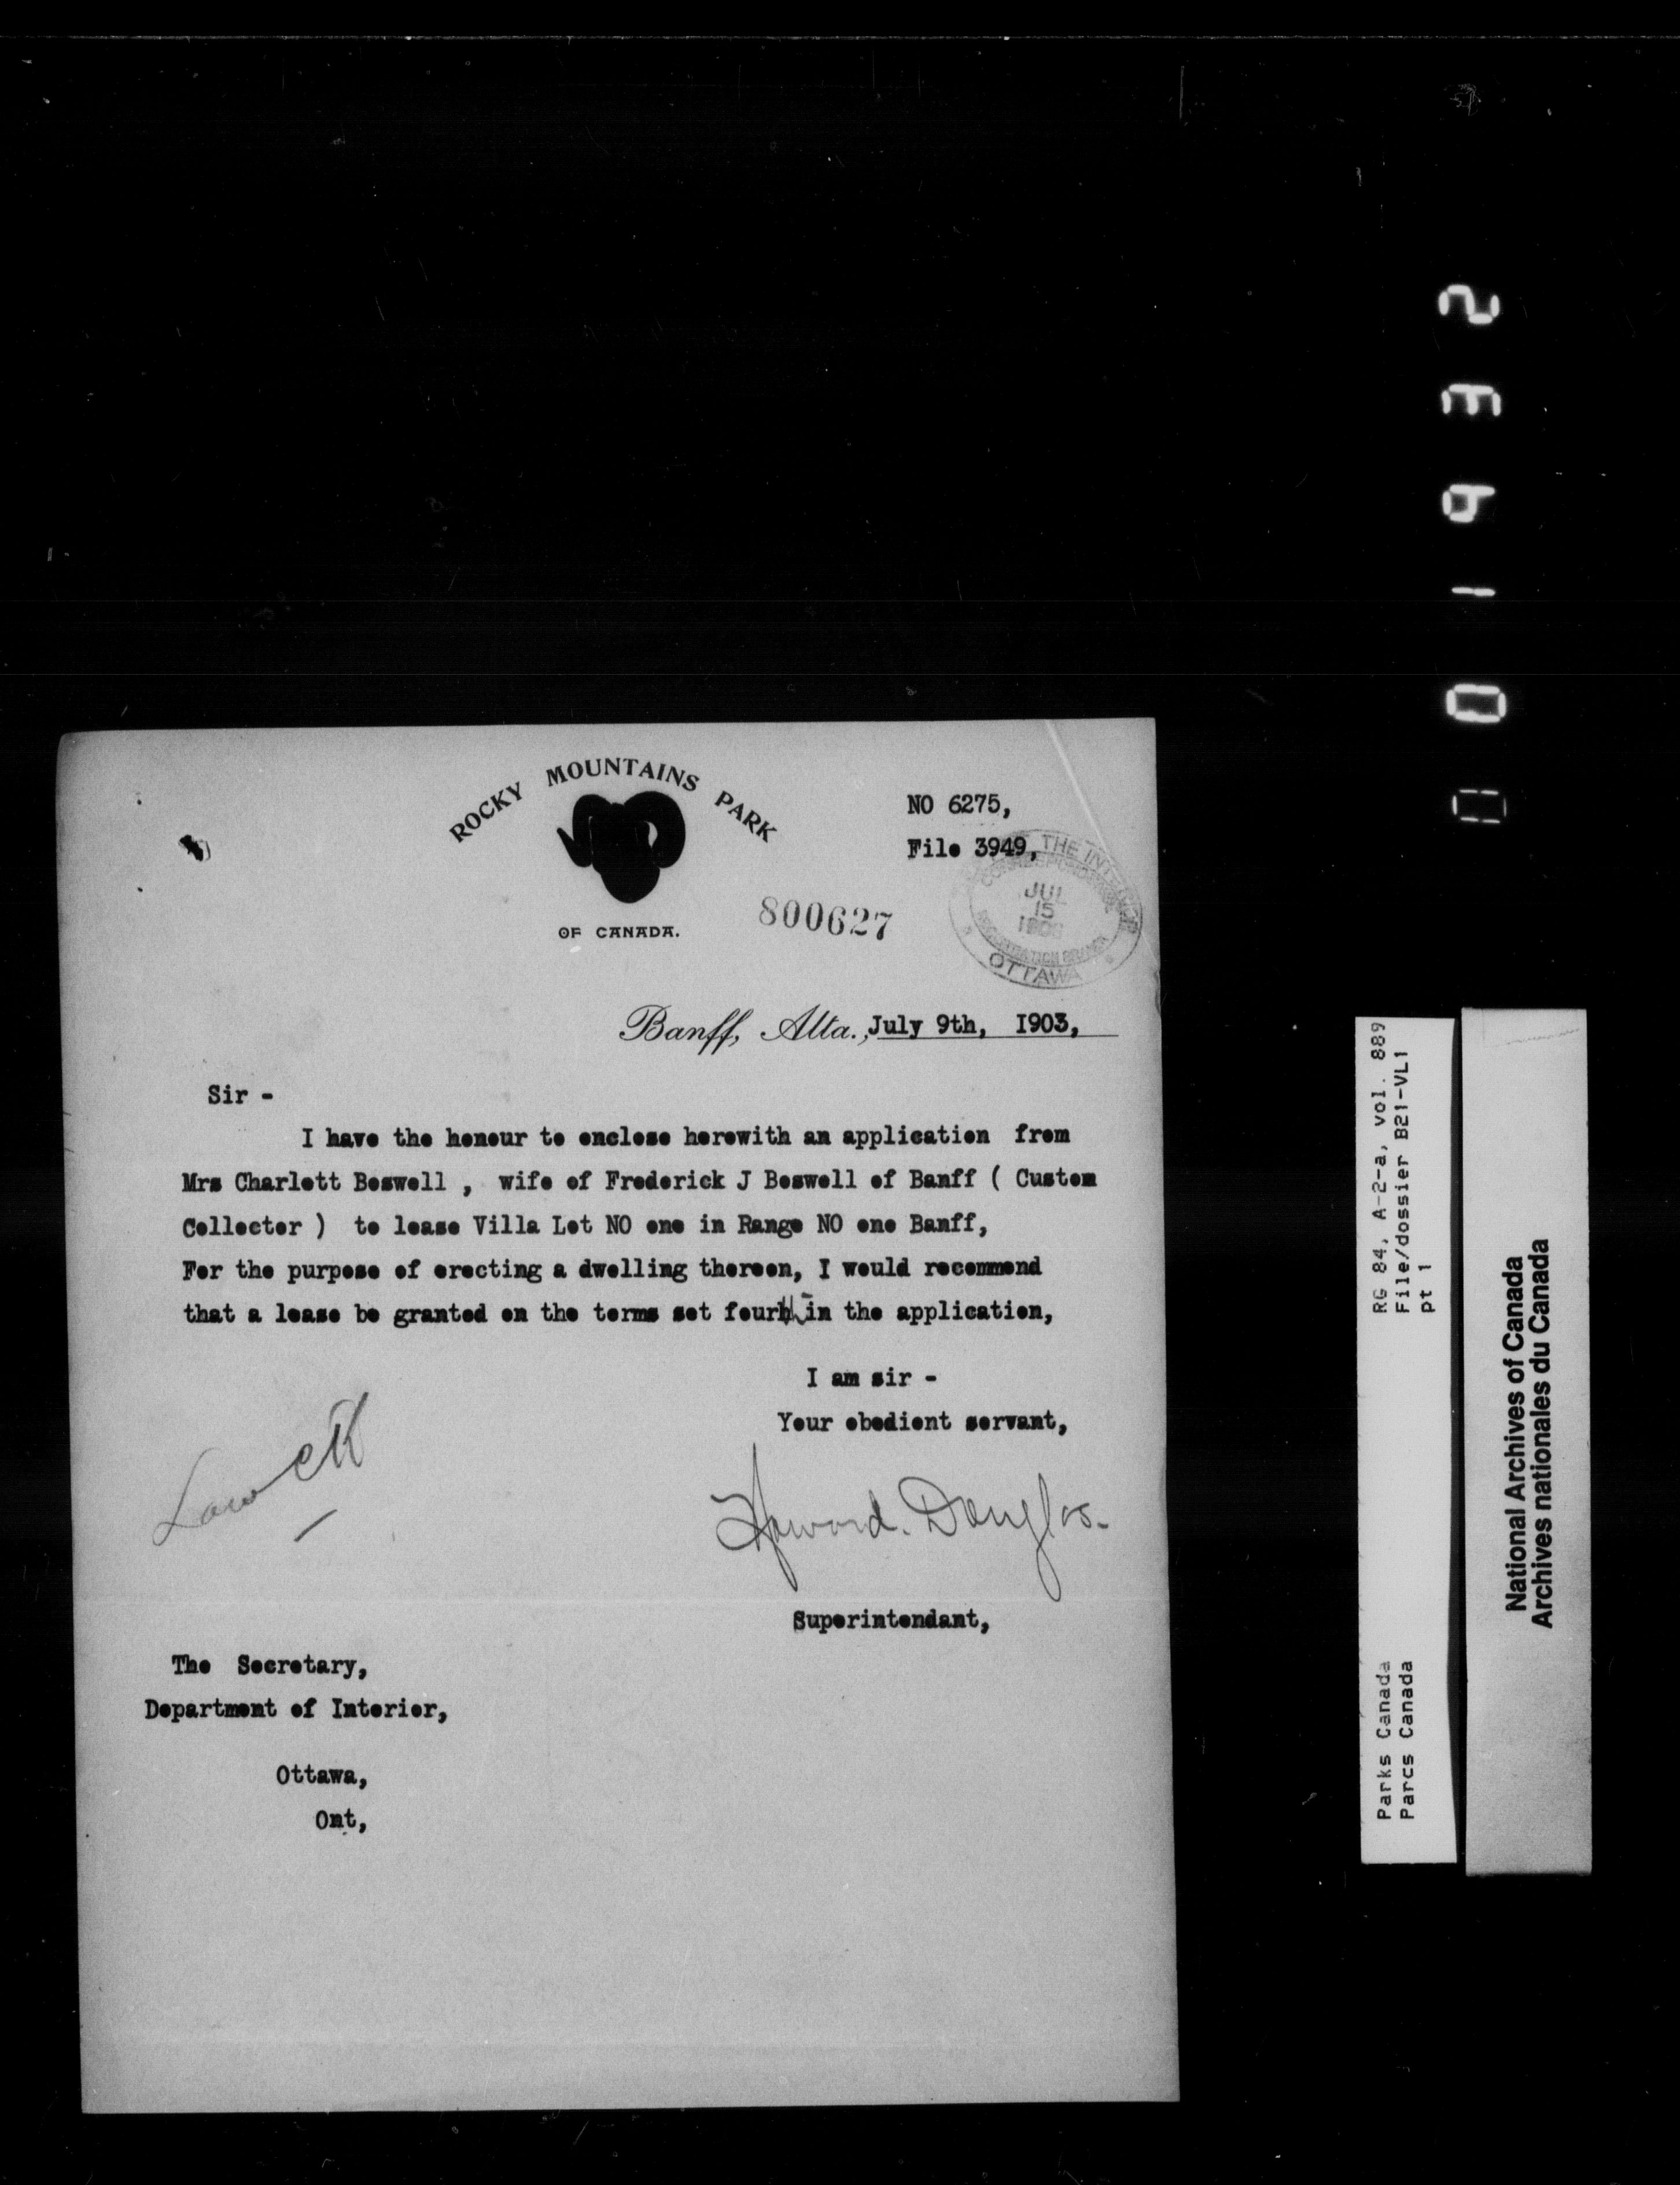 ROCKY MOUNTAINS PARK
OF CANADA.
NO 6275,
File 3949,
800627
THE INTERIOR
JUL
15
OTTAWA
Banff, Alta., July 9th, I903,
Sir -
I have the honour to enclose herewith an application from
Mrs Charlott Boswell , wife of Frederick J Boswell of Banff ( Custom
Collector ) to lease Villa Lot NO one in Range NO one Banff,
For the purpose of erecting a dwelling thereon, I would recommend
that a lease be granted on the terms set fourth in the application,
I am sir -
Your obedient servant,
Howard. Douglas.
Superintendant,
The Secretary,
Department of Interior,
Ottawa,
Ont,
RG 84, A-2-a, vol. 889
File/dossier B21-VL1
pt 1
Parks Canada
Parcs Canada
National Archives of Canada
Archives nationales du Canada